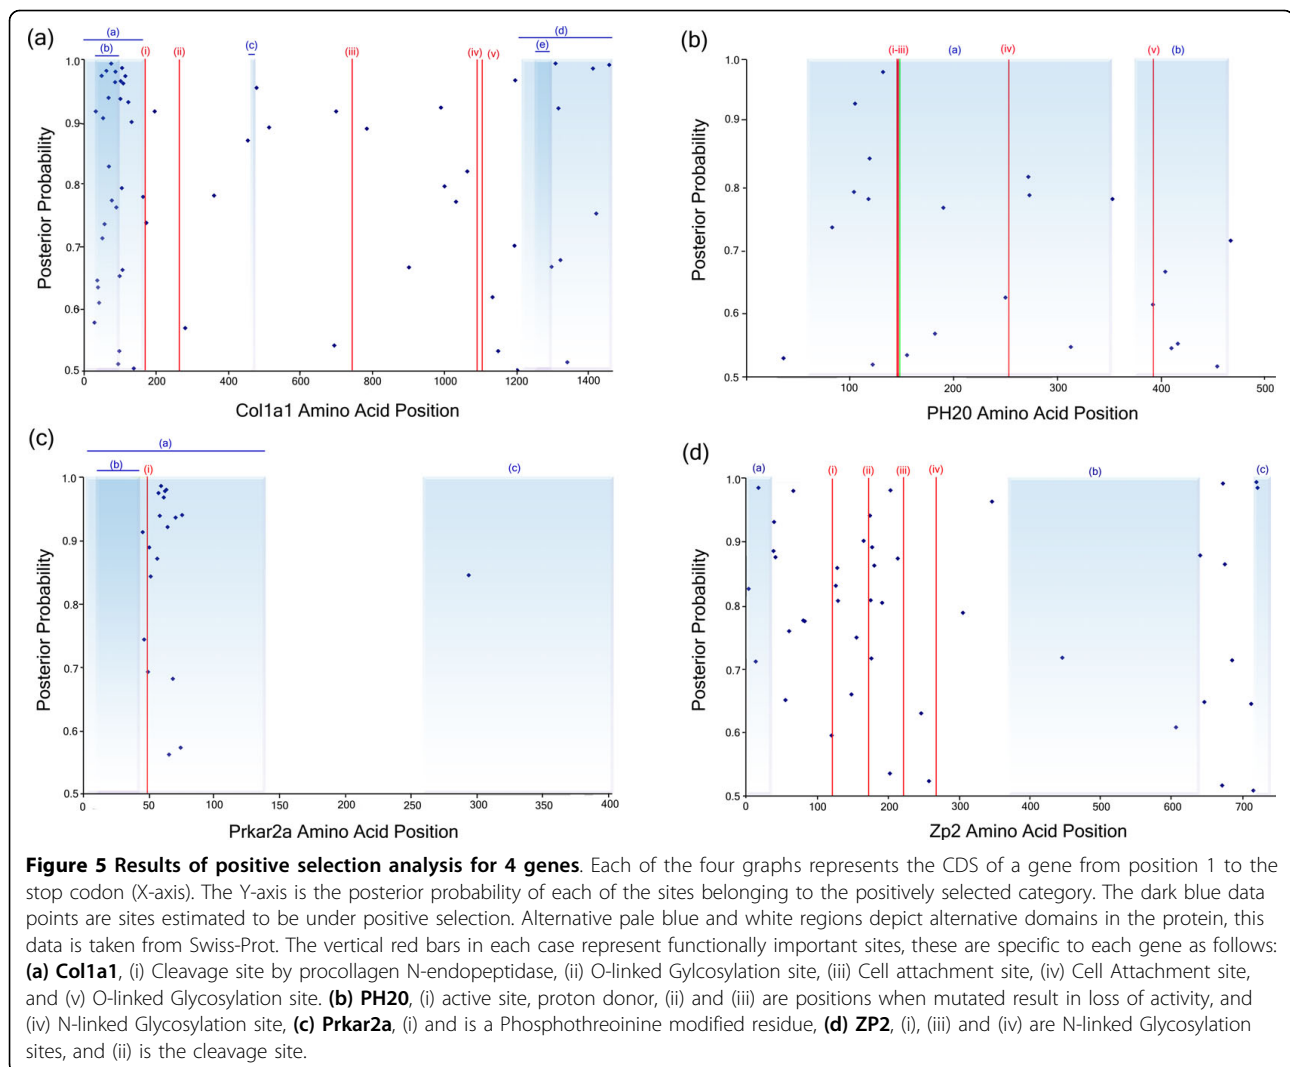 (a)
(a)
(b)
(i)
(ii)
(c)
(iii)
(iv)
(v)
(d)
(e)
Posterior Probability
1.0
0.9
0.8
0.7
0.6
0.5
0 200 400 600 800 1000 1200 1400
Col1a1 Amino Acid Position
(b)
(i-iii)
(a)
(iv)
(v)
(b)
Posterior Probability
1.0
0.9
0.8
0.7
0.6
0.5
100 200 300 400 500
PH20 Amino Acid Position
(c)
(a)
(b)
(i)
(c)
Posterior Probability
1.0
0.9
0.8
0.7
0.6
0.5
0 50 100 150 200 250 300 350 400
Prkar2a Amino Acid Position
(d)
(a)
(i)
(ii)
(iii)
(iv)
(b)
(c)
Posterior Probability
1.0
0.9
0.8
0.7
0.6
0.5
0 100 200 300 400 500 600 700
Zp2 Amino Acid Position
Figure 5 Results of positive selection analysis for 4 genes. Each of the four graphs represents the CDS of a gene from position 1 to the
stop codon (X-axis). The Y-axis is the posterior probability of each of the sites belonging to the positively selected category. The dark blue data
points are sites estimated to be under positive selection. Alternative pale blue and white regions depict alternative domains in the protein, this
data is taken from Swiss-Prot. The vertical red bars in each case represent functionally important sites, these are specific to each gene as follows:
(a) Col1a1, (i) Cleavage site by procollagen N-endopeptidase, (ii) O-linked Gylcosylation site, (iii) Cell attachment site, (iv) Cell Attachment site,
and (v) O-linked Glycosylation site. (b) PH20, (i) active site, proton donor, (ii) and (iii) are positions when mutated result in loss of activity, and
(iv) N-linked Glycosylation site, (c) Prkar2a, (i) and is a Phosphothreoinine modified residue, (d) ZP2, (i), (iii) and (iv) are N-linked Glycosylation
sites, and (ii) is the cleavage site.